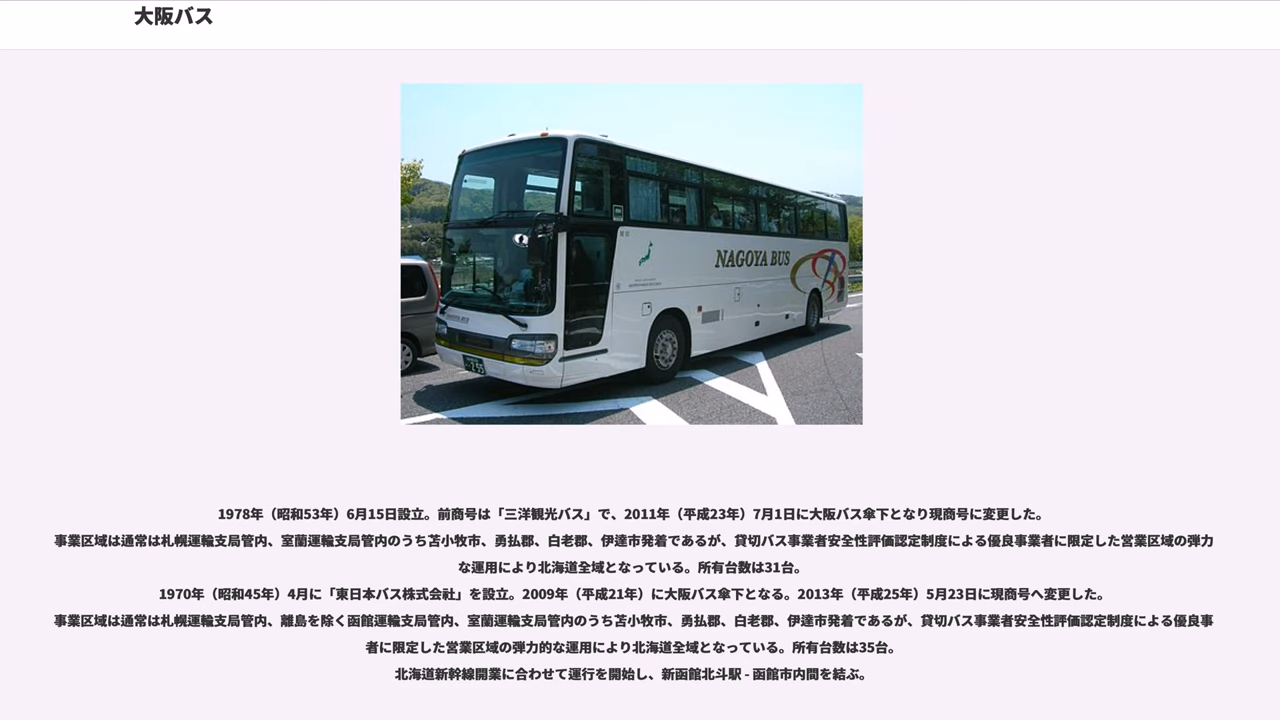 大阪バス
NAGOYA BUS
1978年（昭和53年）6月15日設立。前商号は「三洋観光バス」で、2011年（平成23年）7月1日に大阪バス傘下となり現商号に変更した。
事業区域は通常は札幌運輸支局管内、室蘭運輸支局管内のうち苫小牧市、勇払郡、白老郡、伊達市発着であるが、貸切バス事業者安全性評価認定制度による優良事業者に限定した営業区域の弾力
な運用により北海道全域となっている。所有台数は31台。
1970年（昭和45年）4月に「東日本バス株式会社」を設立。2009年（平成21年）に大阪バス傘下となる。2013年（平成25年）5月23日に現商号へ変更した。
事業区域は通常は札幌運輸支局管内、離島を除く函館運輸支局管内、室蘭運輸支局管内のうち苫小牧市、勇払郡、白老郡、伊達市発着であるが、貸切バス事業者安全性評価認定制度による優良事
者に限定した営業区域の弾力的な運用により北海道全域となっている。所有台数は35台。
北海道新幹線開業に合わせて運行を開始し、新函館北斗駅 - 函館市内間を結ぶ。